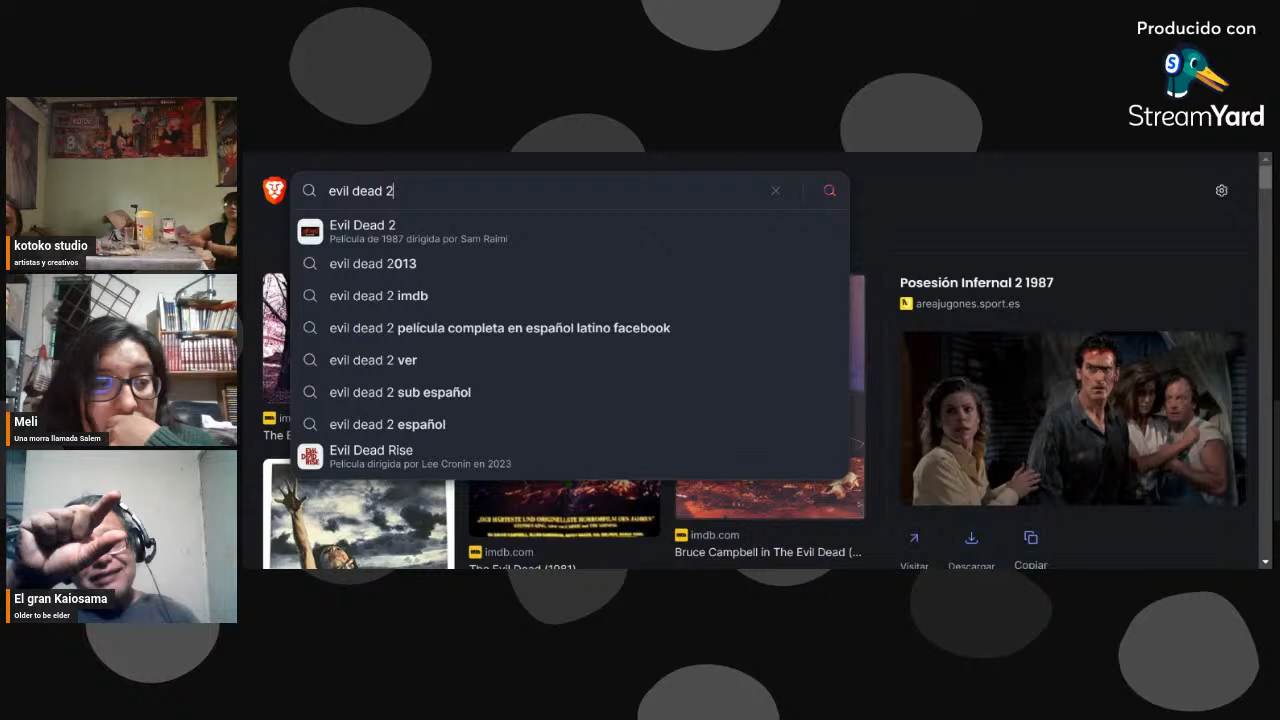 Producido con
StreamYard
kotoko studio
artistas y creativos
Meli
Una morra llamada Salem
El gran Kaiosama
Older to be elder
evil dead 2
Evil Dead 2
Película de 1987 dirigida por Sam Raimi
evil dead 2013
evil dead 2 imdb
evil dead 2 película completa en español latino facebook
evil dead 2 ver
evil dead 2 sub español
evil dead 2 español
Evil Dead Rise
Película dirigida por Lee Cronin en 2023
Posesión Infernal 2 1987
areajugones.sport.es
im
The E
imdb.com
The Evil Dead (1981)
imdb.com
Bruce Campbell in The Evil Dead (...
Visitar
Descargar
Copiar